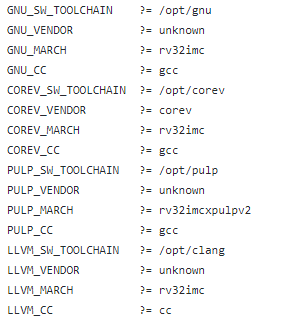 GNU_SW_TOOLCHAIN ?= /opt/gnu
GNU_VENDOR ?= unknown
GNU_MARCH ?= rv32imc
GNU_CC ?= gcc
COREV_SW_TOOLCHAIN ?= /opt/corev
COREV_VENDOR ?= corev
COREV_MARCH ?= rv32imc
COREV_CC ?= gcc
PULP_SW_TOOLCHAIN ?= /opt/pulp
PULP_VENDOR ?= unknown
PULP_MARCH ?= rv32imcxpulpv2
PULP_CC ?= gcc
LLVM_SW_TOOLCHAIN ?= /opt/clang
LLVM_VENDOR ?= unknown
LLVM_MARCH ?= rv32imc
LLVM_CC ?= cc